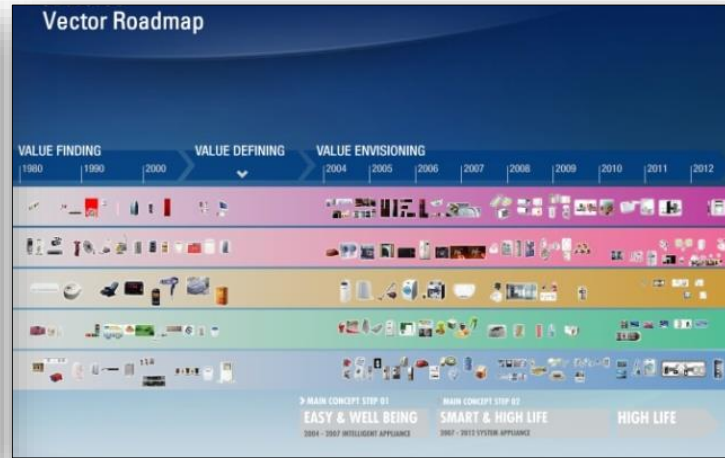 Vector Roadmap
VALUE FINDING
VALUE DEFINING
VALUE ENVISIONING
1980
1990
2000
2004
2005
2006
2007
2008
2009
2010
2011
2012
MAIN CONCEPT STEP 01
EASY & WELL BEING
2004 - 2007 INTELLIGENT APPLIANCE
MAIN CONCEPT STEP 02
SMART & HIGH LIFE
2007 - 2012 SYSTEM APPLIANCE
HIGH LIFE